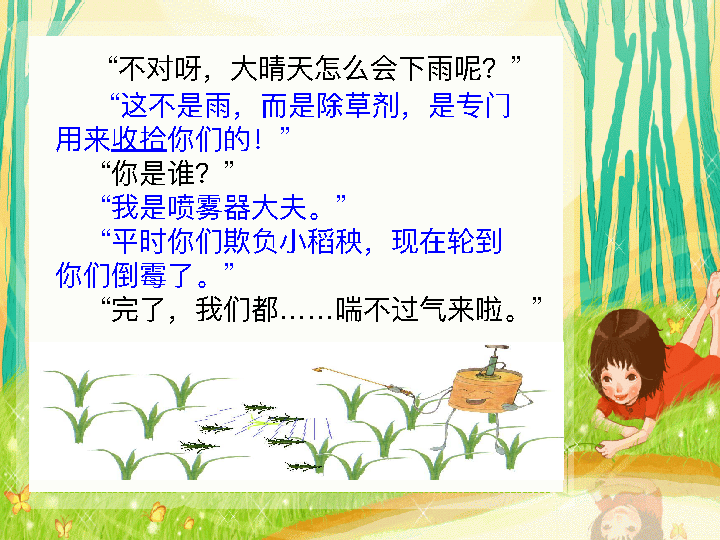 “不对呀，大晴天怎么会下雨呢？”
“这不是雨，而是除草剂，是专门
用来收拾你们的！”
“你是谁？”
“我是喷雾器大夫。”
“平时你们欺负小稻秧，现在轮到
你们倒霉了。”
“完了，我们都……喘不过气来啦。”